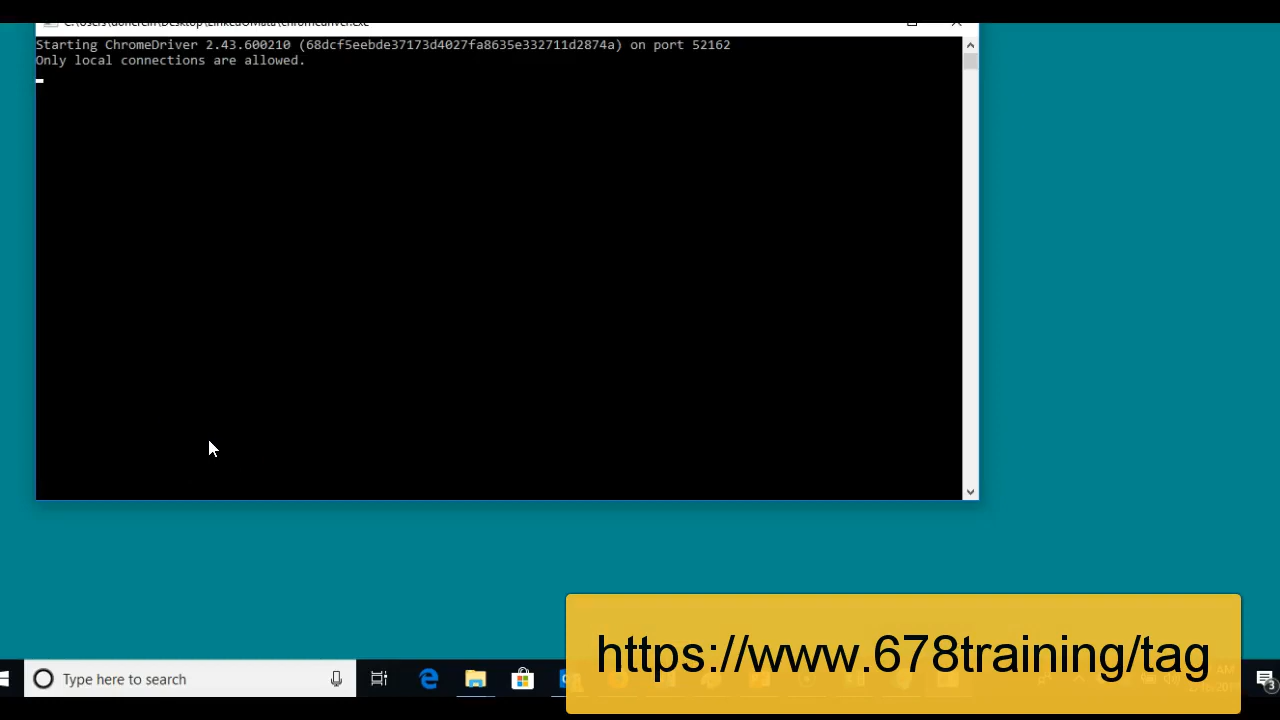 Starting ChromeDriver 2.43.600210 (68dcf5eebde37173d4027fa8635e332711d2874a) on port 52162
Only local connections are allowed.
https://www.678training/tag
Type here to search
3